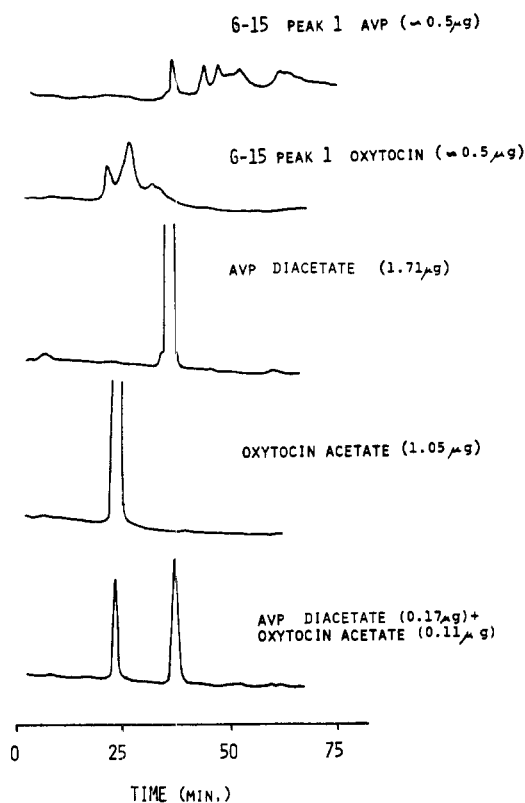 G-15 PEAK 1 AVP (≈0.5μg)
G-15 PEAK 1 OXYTOCIN (≈0.5μg)
AVP DIACETATE (1.71μg)
OXYTOCIN ACETATE (1.05μg)
AVP DIACETATE (0.17μg)+
OXYTOCIN ACETATE (0.11μg)
0 25 50 75
TIME (MIN.)